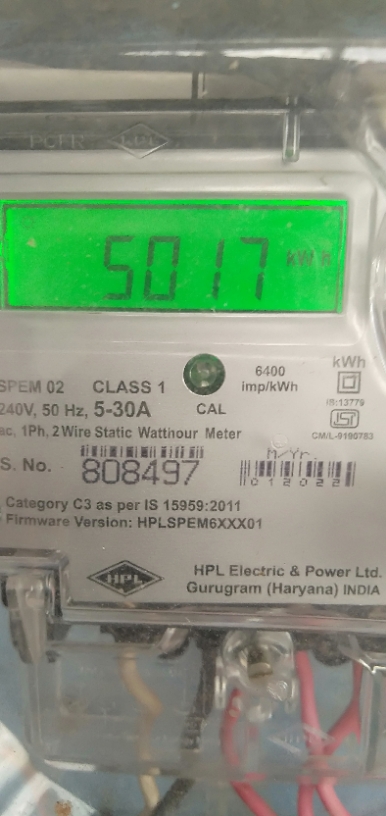 HPL
5017 kWh
SPEM 02 CLASS 1
6400 imp/kWh
kWh
240V, 50 Hz, 5-30A
CAL
IS:13779
ac, 1Ph, 2 Wire Static Watthour Meter
CM/L-9190783
S. No. 808497
M/Yr.
012022
Category C3 as per IS 15959:2011
Firmware Version: HPLSPEM6XXX01
HPL
HPL Electric & Power Ltd.
Gurugram (Haryana) INDIA